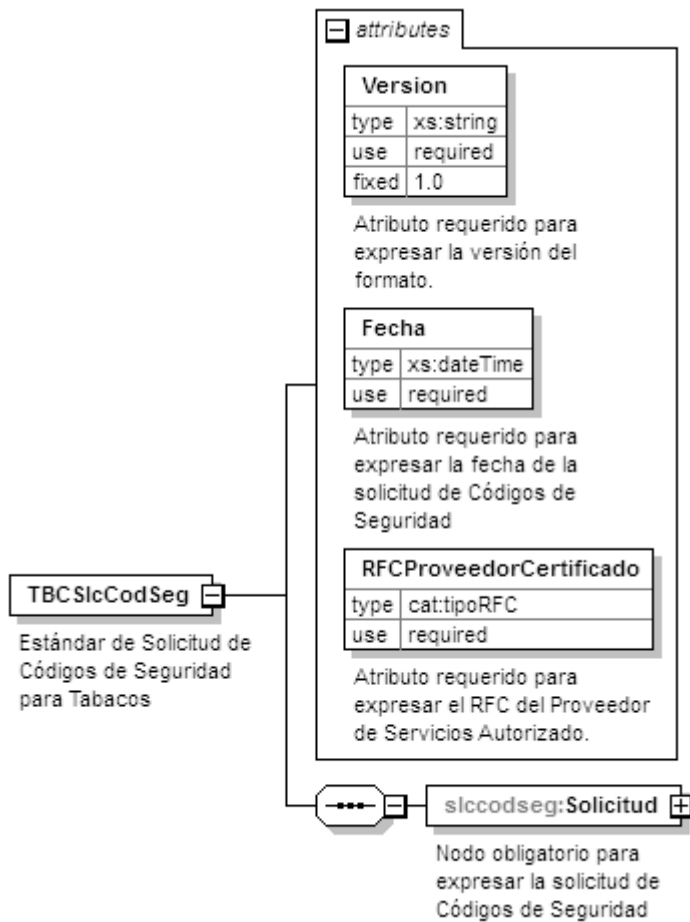 attributes
Version
type xs:string
use required
fixed 1.0
Atributo requerido para
expresar la versión del
formato.
Fecha
type xs:dateTime
use required
Atributo requerido para
expresar la fecha de la
solicitud de Códigos de
Seguridad
RFCProveedorCertificado
type cat:tipoRFC
use required
Atributo requerido para
expresar el RFC del Proveedor
de Servicios Autorizado.
TBCSlcCodSeg
Estándar de Solicitud de
Códigos de Seguridad
para Tabacos
slccodseg:Solicitud
Nodo obligatorio para
expresar la solicitud de
Códigos de Seguridad